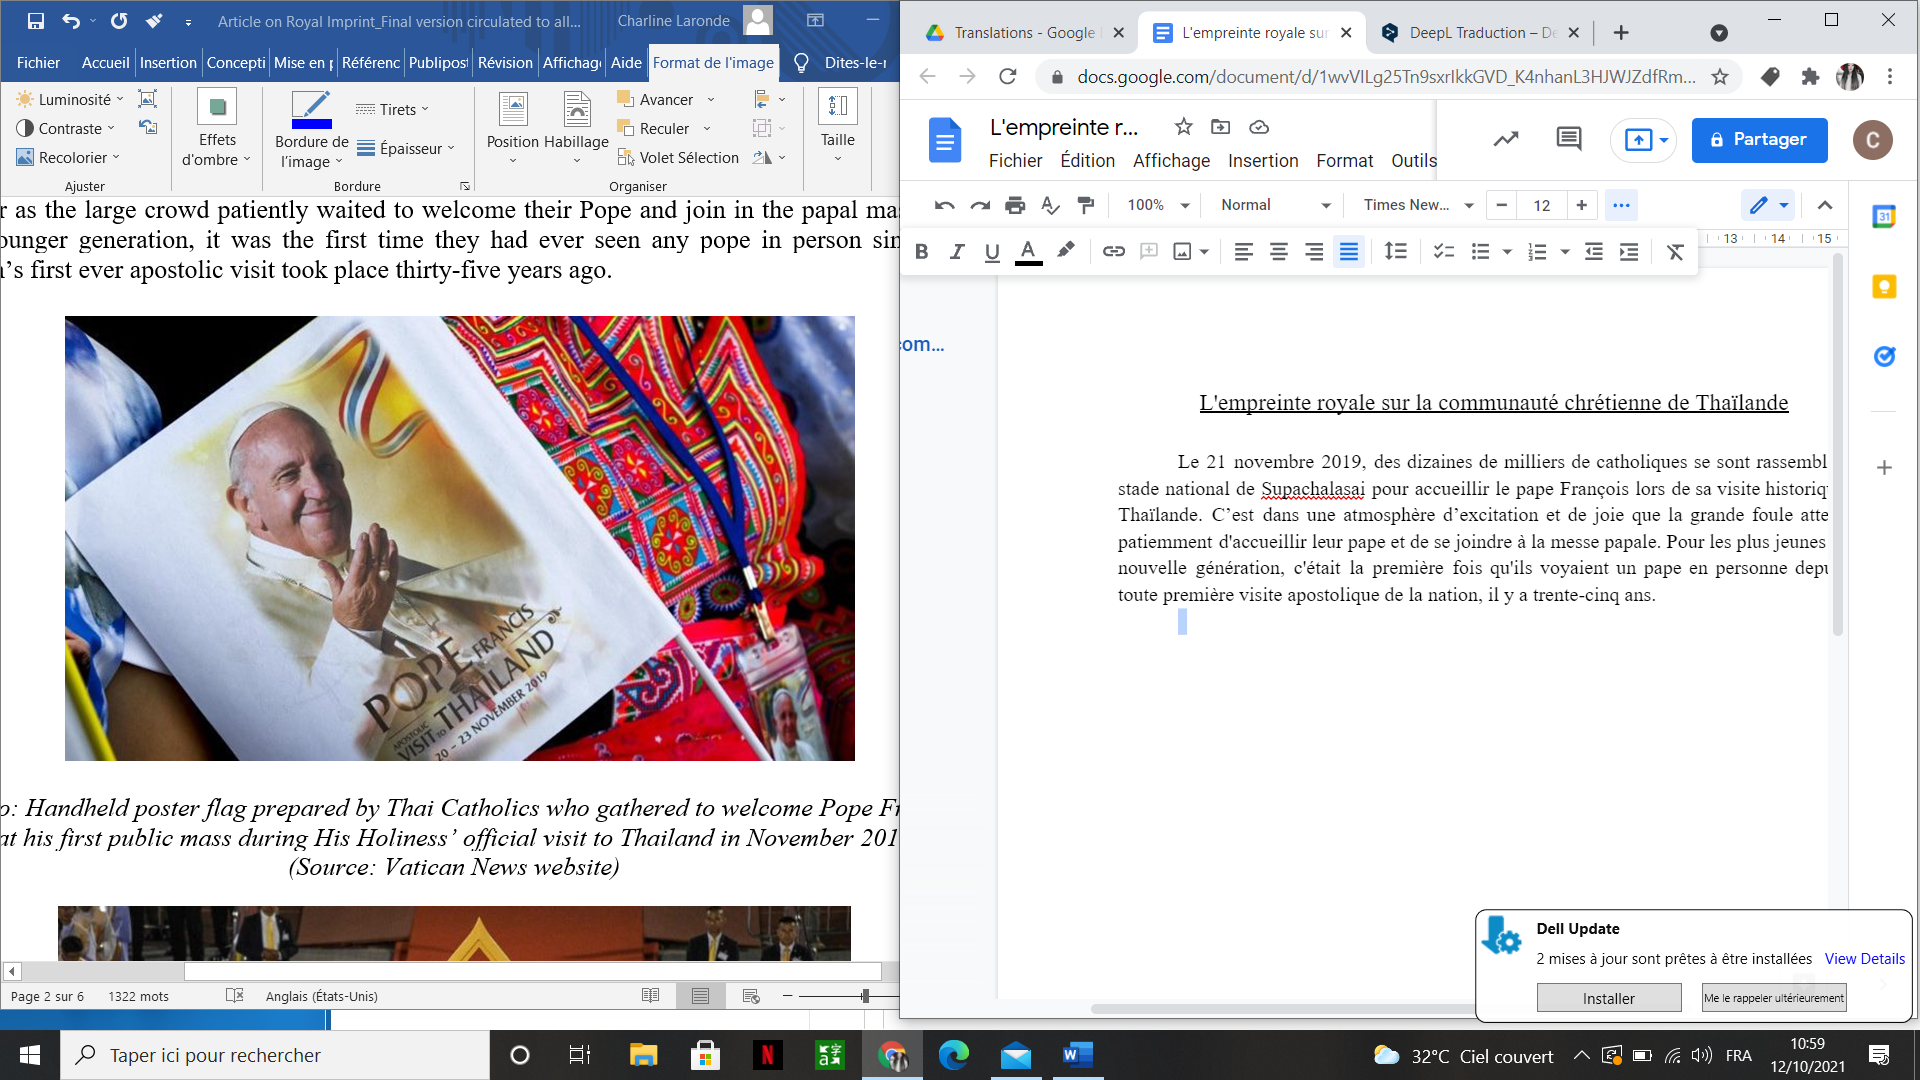 Article on Royal Imprint_Final version circulated to all...
Charline Laronde
Fichier Accueil Insertion Concepti Mise en p Référenc Publipost Révision Affichag Aide Format de l'image Dites-le-n
Luminosité
Contraste
Recolorier
Ajuster
Effets
d'ombre
Bordure de
l'image
Tirets
Épaisseur
Bordure
Position
Habillage
Avancer
Reculer
Volet Sélection
Organiser
Taille
r as the large crowd patiently waited to welcome their Pope and join in the papal mas
ounger generation, it was the first time they had ever seen any pope in person sin
n's first ever apostolic visit took place thirty-five years ago.
POPE FRANCIS
APOSTOLIC
VISIT TO THAILAND
20 – 23 NOVEMBER 2019
o: Handheld poster flag prepared by Thai Catholics who gathered to welcome Pope Fr
at his first public mass during His Holiness' official visit to Thailand in November 201
(Source: Vatican News website)
Page 2 sur 6 1322 mots Anglais (États-Unis)
Translations - Google
L'empreinte royale sur
DeepL Traduction – De
docs.google.com/document/d/1wvVlLg25Tn9sxrIkkGVD_K4nhanL3HJWJZdfRm...
L'empreinte r...
Fichier Édition Affichage Insertion Format Outils
Partager
C
100% Normal Times New... 12
13 14 15
com...
L'empreinte royale sur la communauté chrétienne de Thaïlande
Le 21 novembre 2019, des dizaines de milliers de catholiques se sont rassembl
stade national de Supachalasai pour accueillir le pape François lors de sa visite historiqu
Thaïlande. C'est dans une atmosphère d'excitation et de joie que la grande foule atte
patiemment d'accueillir leur pape et de se joindre à la messe papale. Pour les plus jeunes
nouvelle génération, c'était la première fois qu'ils voyaient un pape en personne depu
toute première visite apostolique de la nation, il y a trente-cinq ans.
31
Dell Update
2 mises à jour sont prêtes à être installées View Details
Installer
Me le rappeler ultérieurement
Taper ici pour rechercher
32°C Ciel couvert
FRA
10:59
12/10/2021